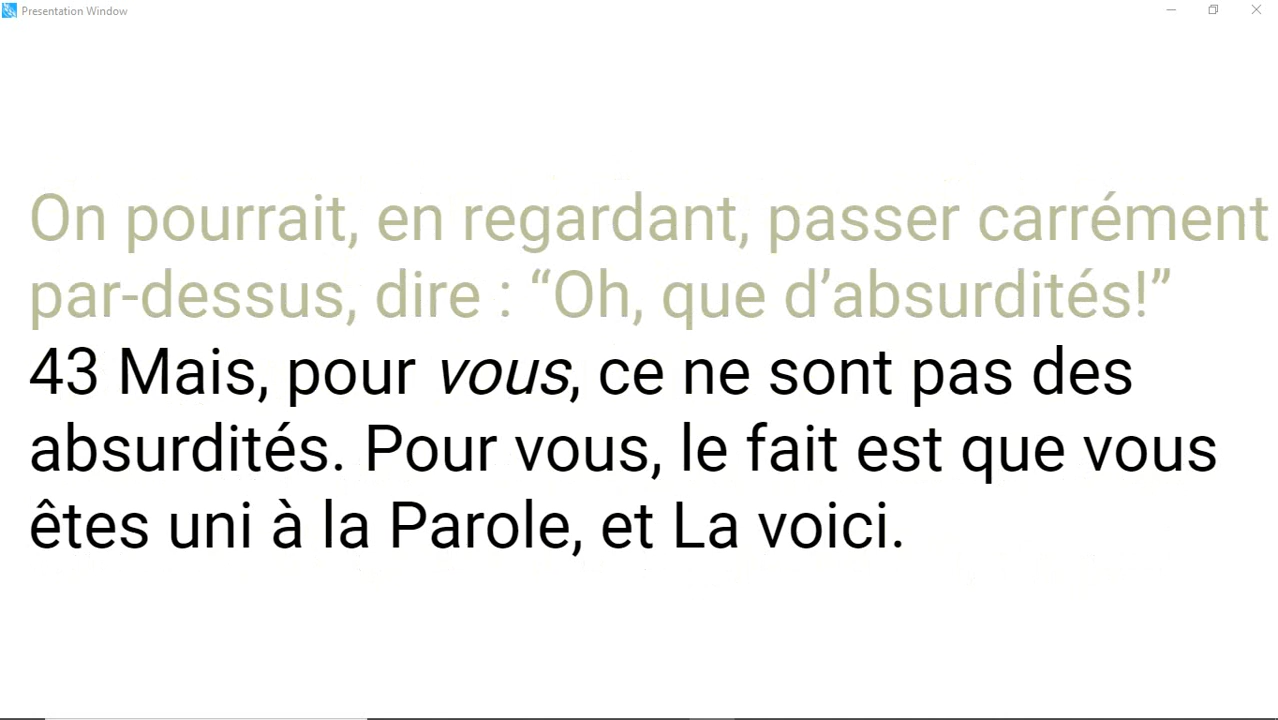 Presentation Window
On pourrait, en regardant, passer carrément
par-dessus, dire : “Oh, que d’absurdités!”
43 Mais, pour vous, ce ne sont pas des
absurdités. Pour vous, le fait est que vous
êtes uni à la Parole, et La voici.